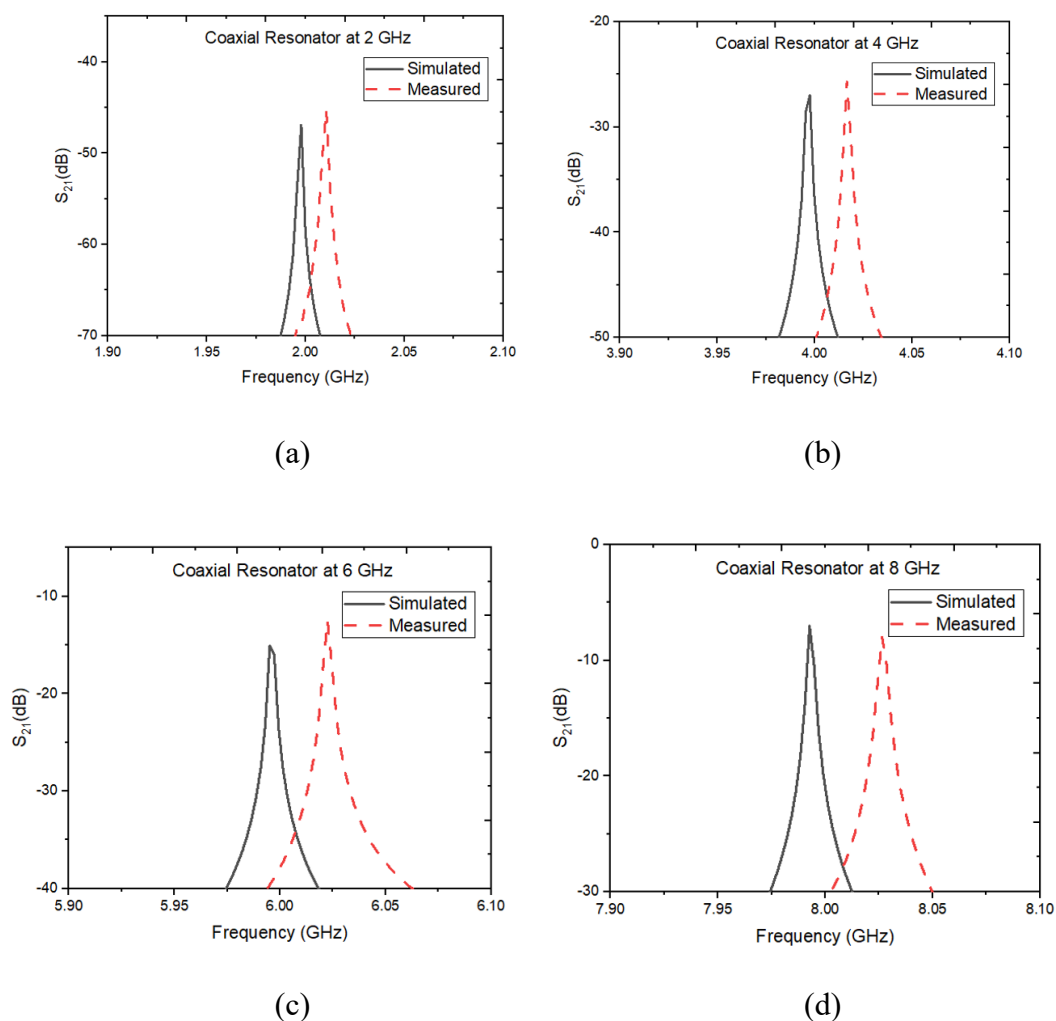 Coaxial Resonator at 2 GHz
Simulated
Measured
S21(dB)
-40
-50
-60
-70
1.90
1.95
2.00
2.05
2.10
Frequency (GHz)
(a)
Coaxial Resonator at 4 GHz
Simulated
Measured
S21(dB)
-20
-30
-40
-50
3.90
3.95
4.00
4.05
4.10
Frequency (GHz)
(b)
Coaxial Resonator at 6 GHz
Simulated
Measured
S21(dB)
-10
-20
-30
-40
5.90
5.95
6.00
6.05
6.10
Frequency (GHz)
(c)
Coaxial Resonator at 8 GHz
Simulated
Measured
S21(dB)
0
-10
-20
-30
7.90
7.95
8.00
8.05
8.10
Frequency (GHz)
(d)